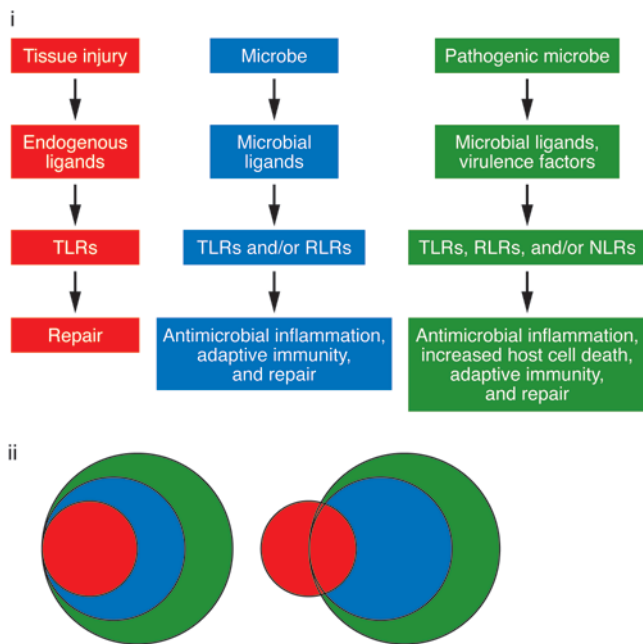 i
Tissue injury
Microbe
Pathogenic microbe
Endogenous
ligands
Microbial
ligands
Microbial ligands,
virulence factors
TLRs
TLRs and/or RLRs
TLRs, RLRs, and/or NLRs
Repair
Antimicrobial inflammation,
adaptive immunity,
and repair
Antimicrobial inflammation,
increased host cell death,
adaptive immunity,
and repair
ii